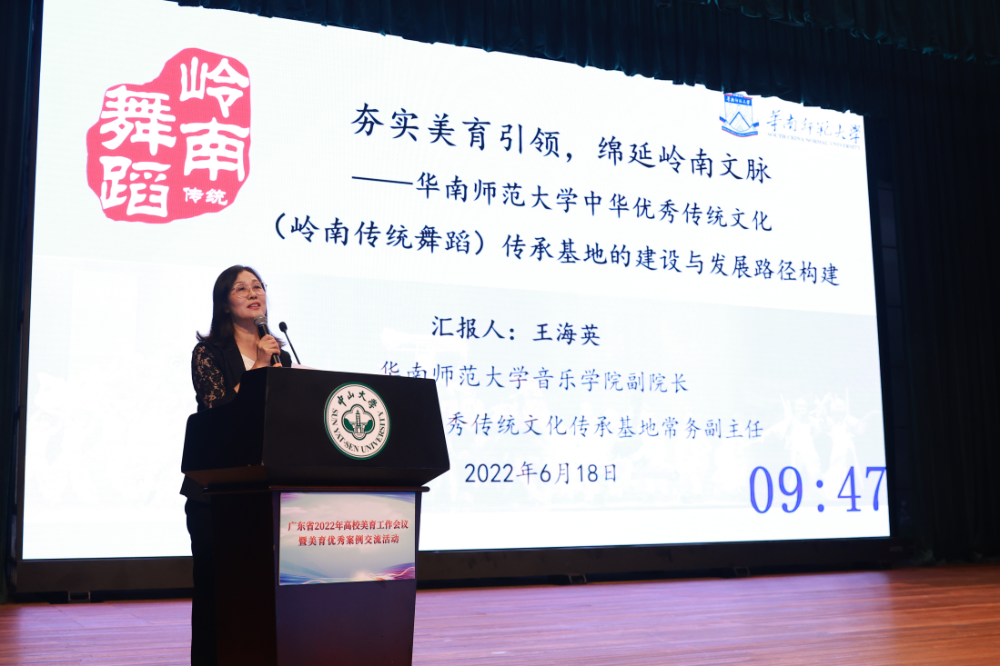 岭南
舞蹈
传统
华南师范大学
华南师范大学
SOUTH CHINA NORMAL UNIVERSITY
夯实美育引领，绵延岭南文脉
——华南师范大学中华优秀传统文化
（岭南传统舞蹈）传承基地的建设与发展路径构建
汇报人：王海英
华南师范大学音乐学院副院长
秀传统文化传承基地常务副主任
2022年6月18日
09:47
中山大学
SUN YAT-SEN UNIVERSITY
广东省2022年高校美育工作会议
暨美育优秀案例交流活动